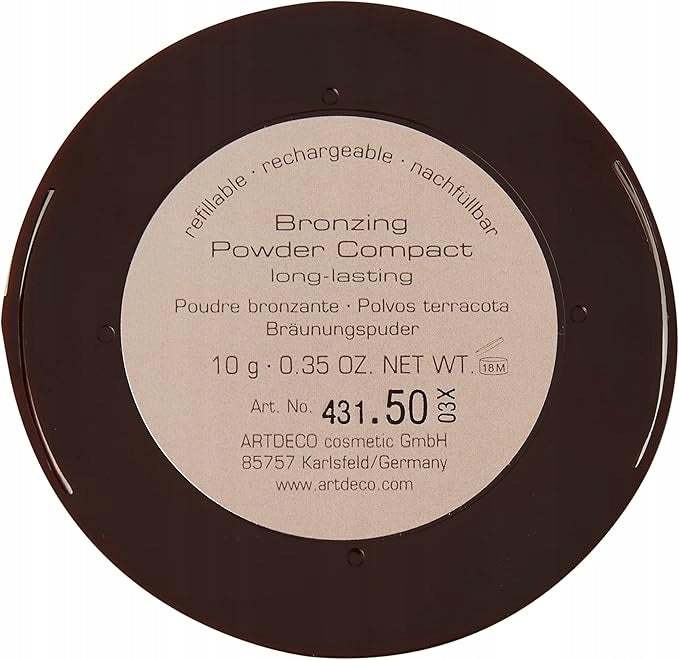 refillable · rechargeable · nachfüllbar
Bronzing
Powder Compact
long-lasting
Poudre bronzante · Polvos terracota
Bräunungspuder
10 g · 0.35 OZ. NET WT. 18M
Art. No. 431.50 03X
ARTDECO cosmetic GmbH
85757 Karlsfeld/Germany
www.artdeco.com